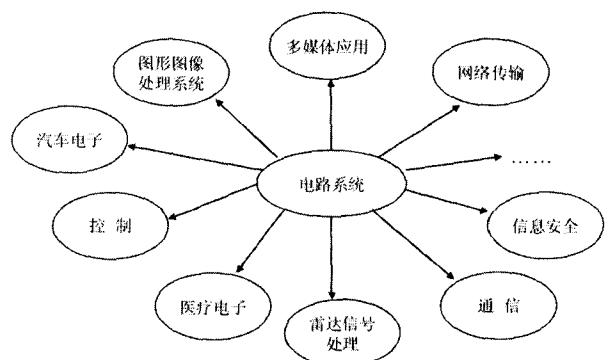 多媒体应用
图形图像
处理系统
网络传输
汽车电子
……
电路系统
控 制
信息安全
医疗电子
通 信
雷达信号
处理